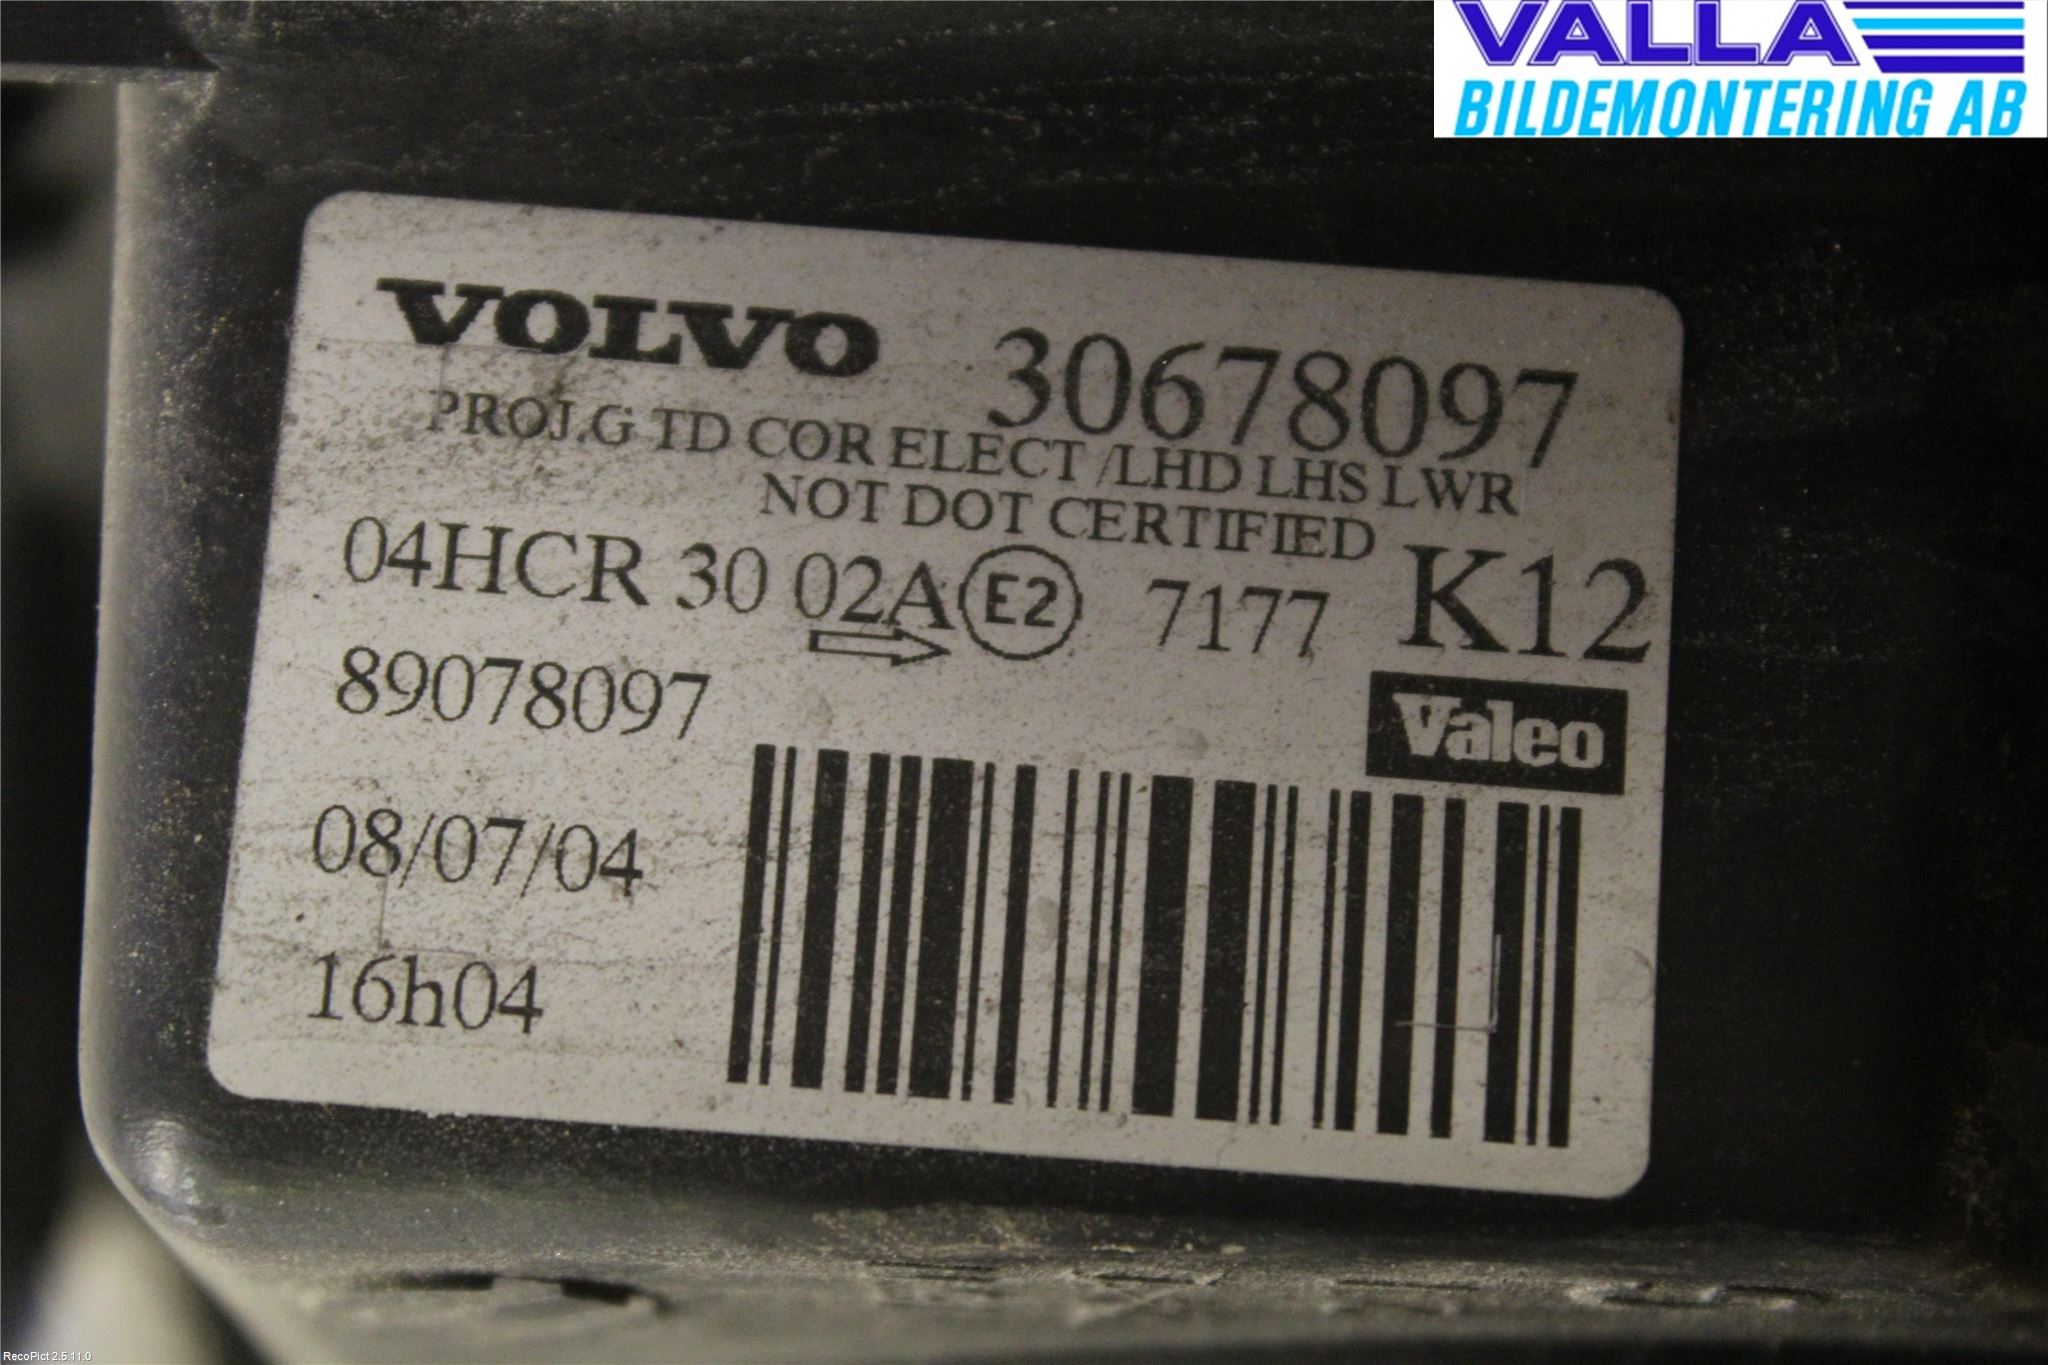 VALLA
BILDEMONTERING AB
VOLVO 30678097
PROJ.G TD COR ELECT /LHD LHS LWR
NOT DOT CERTIFIED
04HCR 30 02A E2 7177 K12
89078097
Valeo
08/07/04
16h04
RecoPict 2.5.11.0